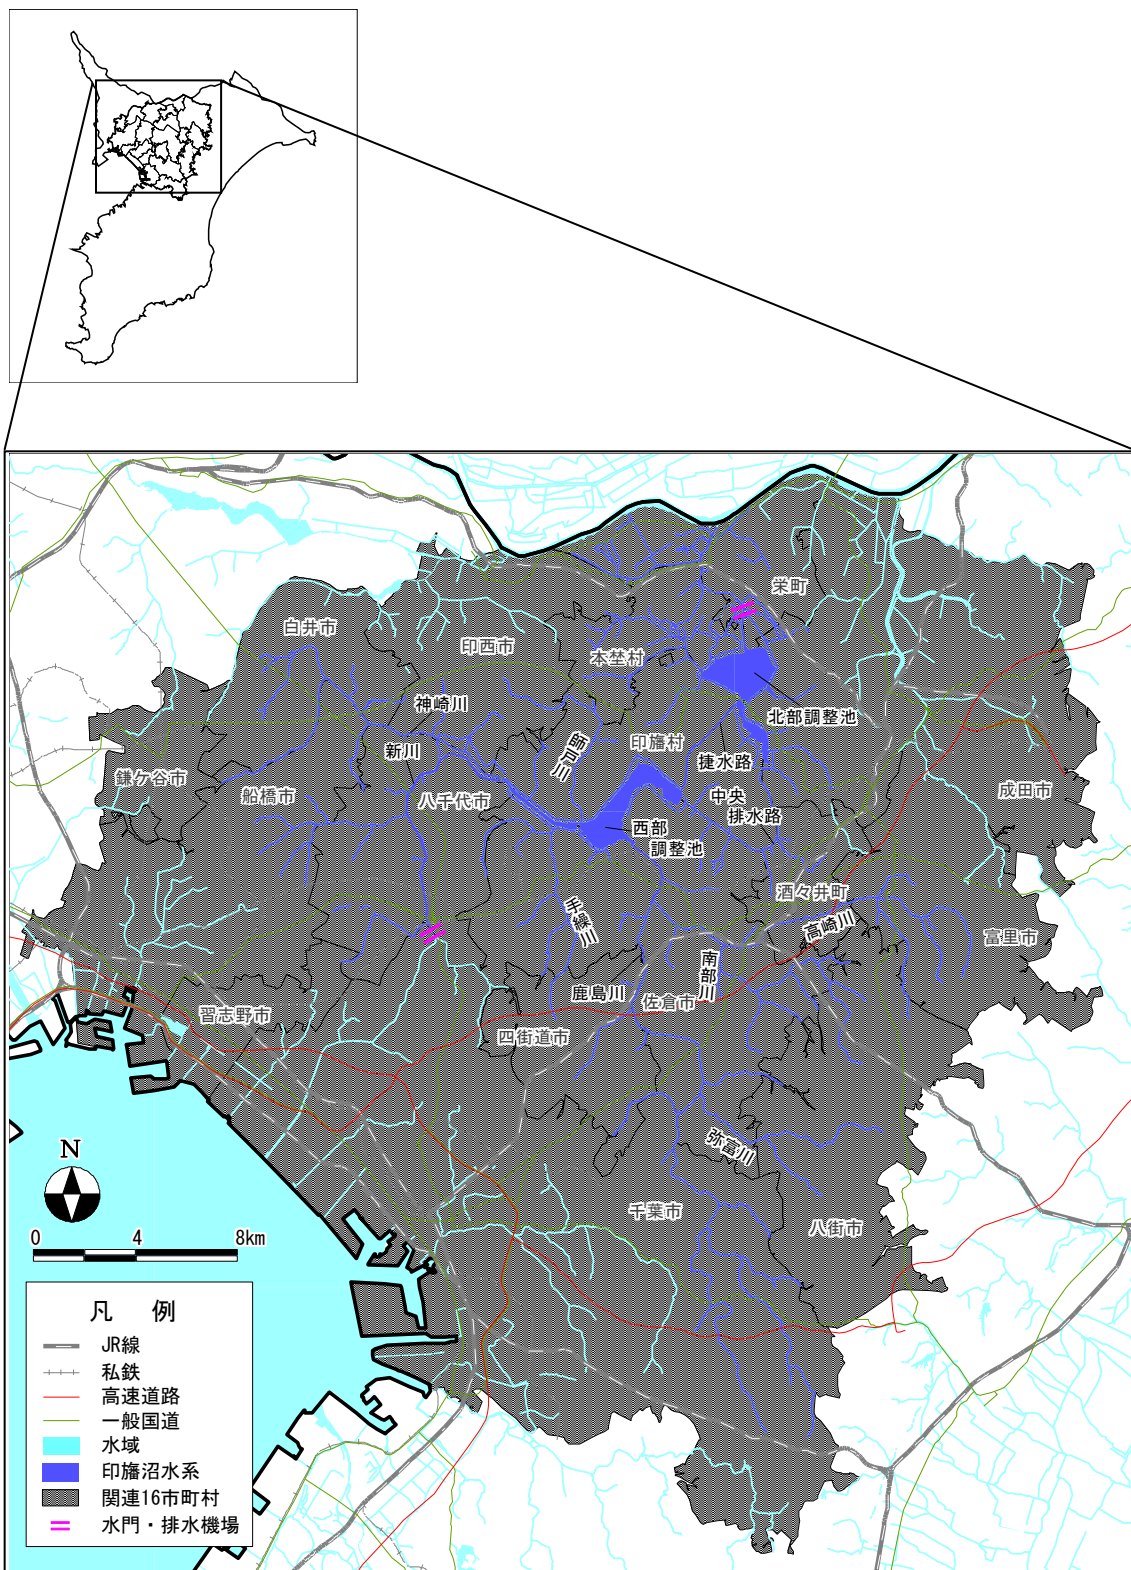 栄町
白井市
印西市
本埜村
神崎川
北部調整池
師戸川
印旛村
新川
捷水路
鎌ケ谷市
船橋市
八千代市
中央
排水路
成田市
西部
調整池
酒々井町
手繰川
高崎川
富里市
南部川
鹿島川
佐倉市
習志野市
四街道市
弥富川
千葉市
八街市
N
0 4 8km
凡 例
JR線
私鉄
高速道路
一般国道
水域
印旛沼水系
関連16市町村
水門・排水機場